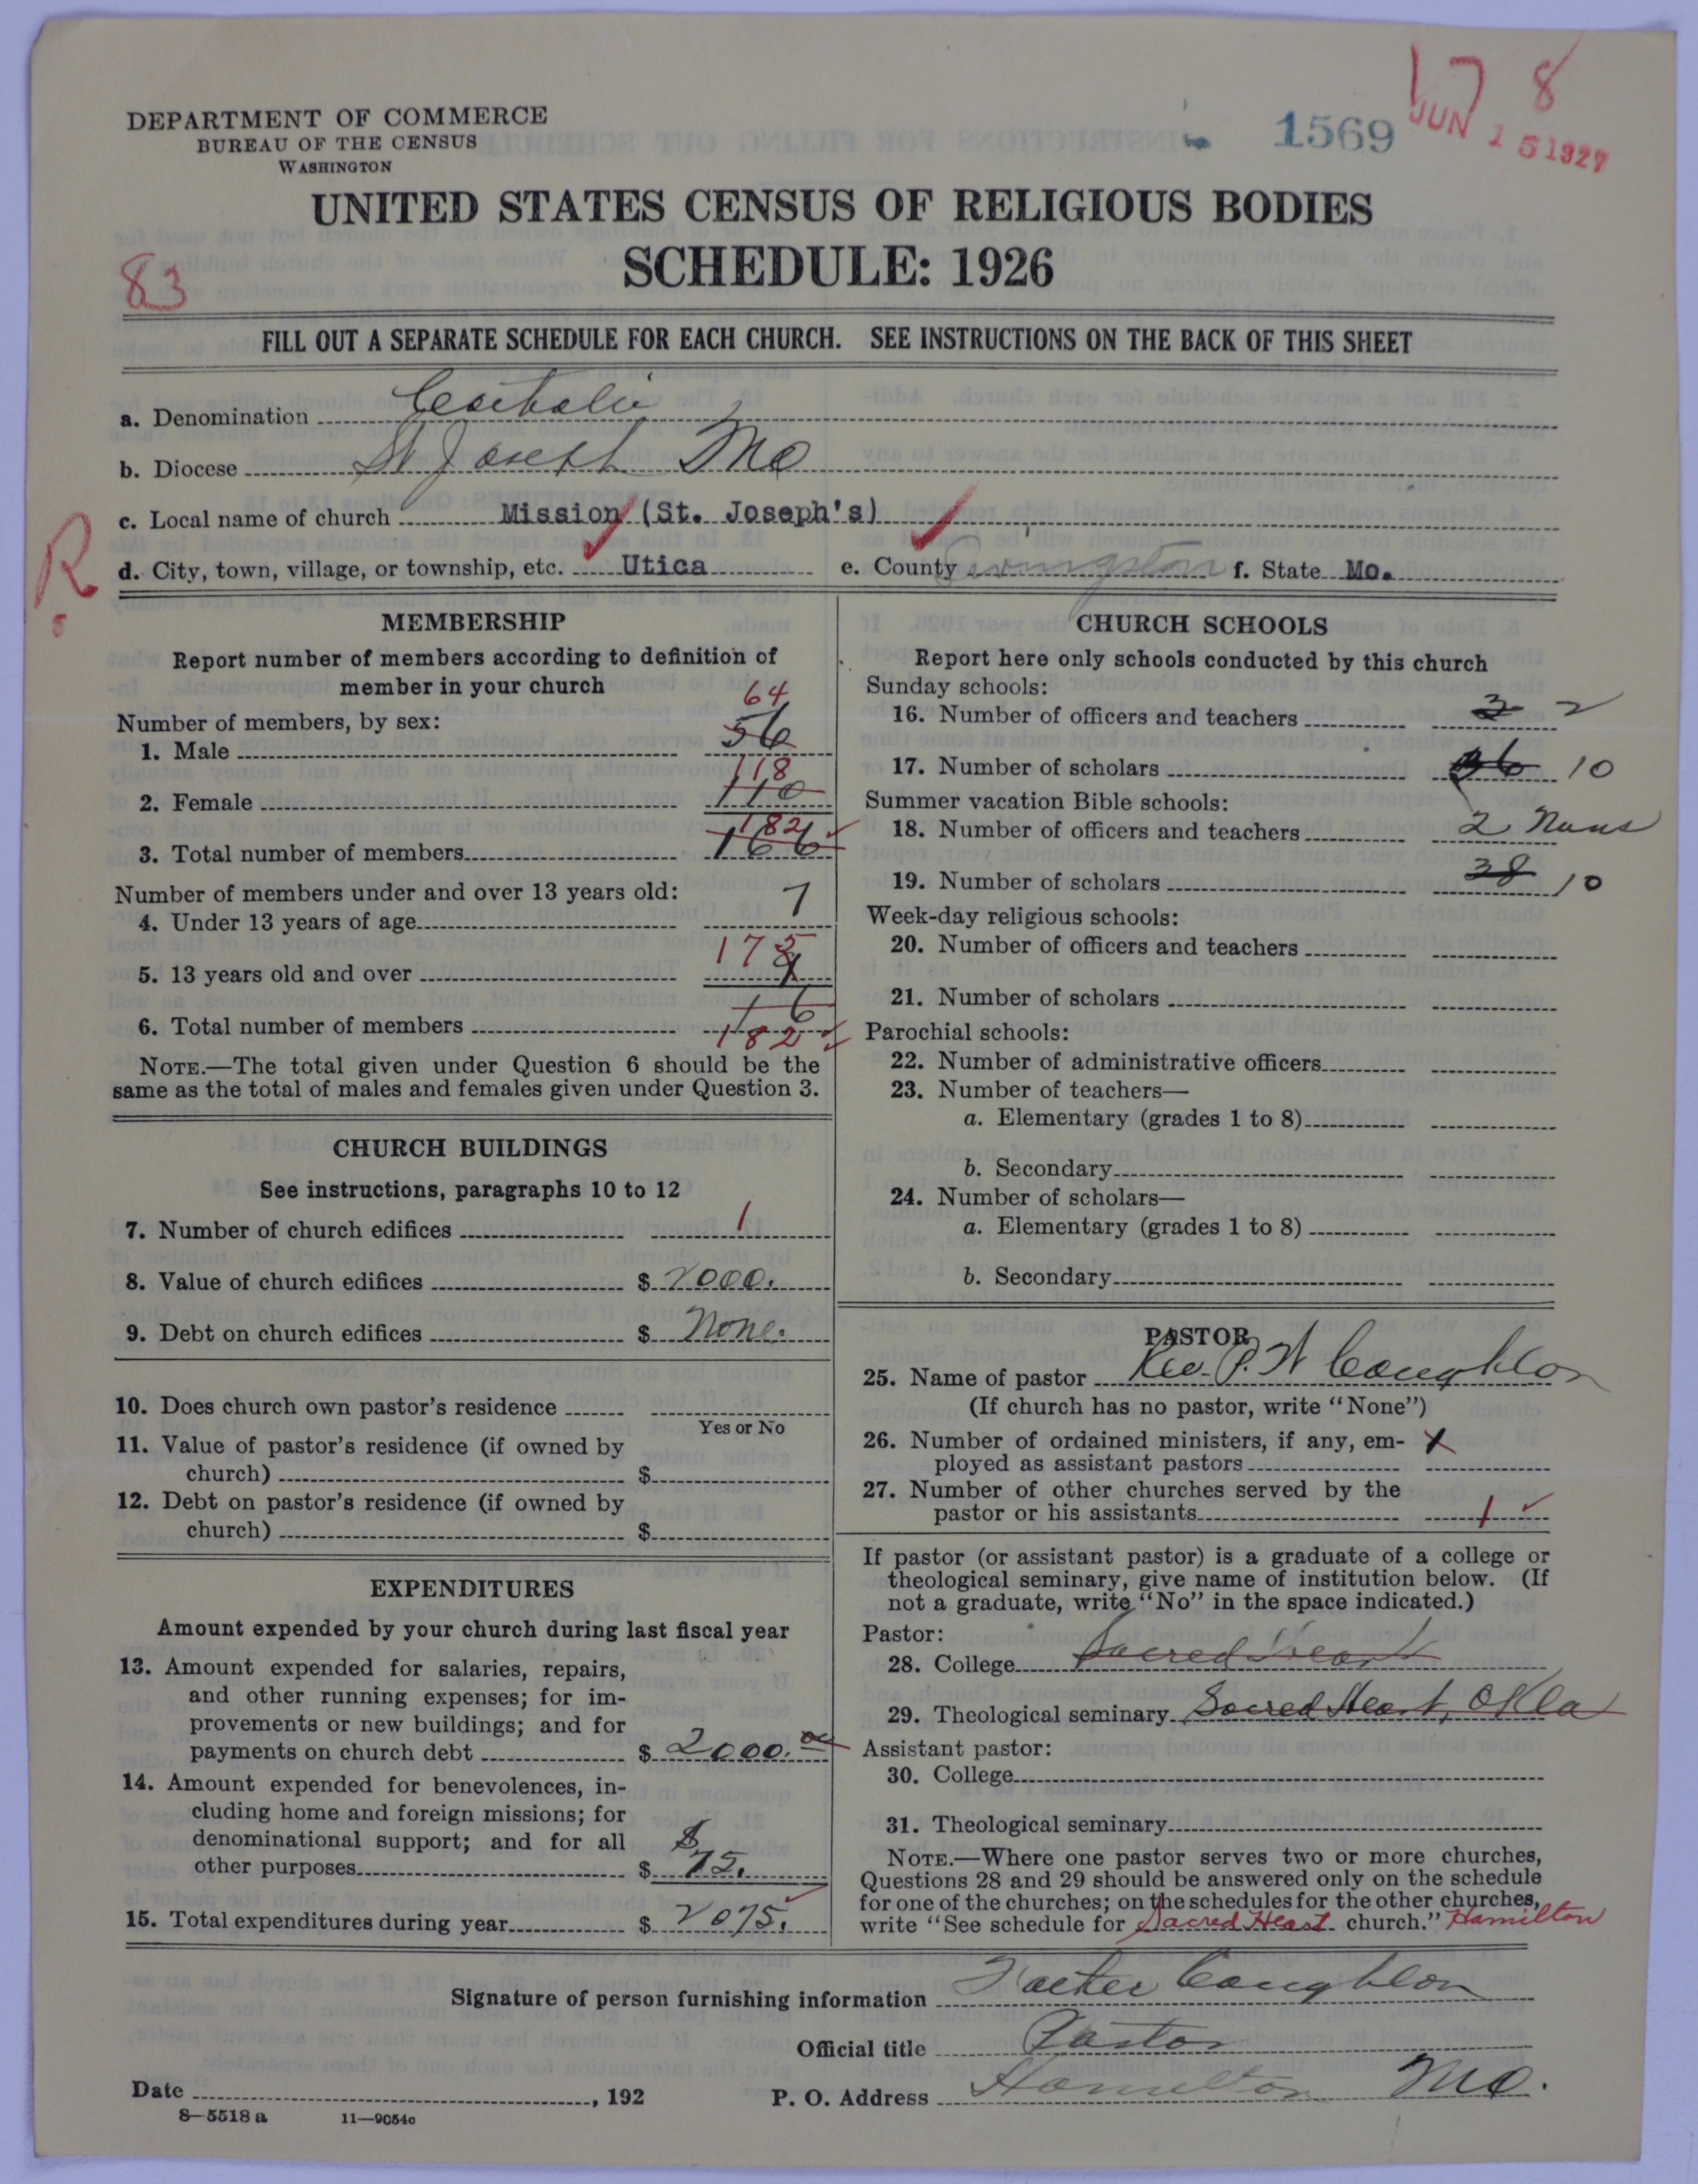 17 8
JUN 15 1927
1569
DEPARTMENT OF COMMERCE
BUREAU OF THE CENSUS
WASHINGTON
UNITED STATES CENSUS OF RELIGIOUS BODIES
SCHEDULE: 1926
83
FILL OUT A SEPARATE SCHEDULE FOR EACH CHURCH. SEE INSTRUCTIONS ON THE BACK OF THIS SHEET
a. Denomination
b. Diocese St Joseph Mo
c. Local name of church Mission (St. Joseph's)
R
d. City, town, village, or township, etc. Utica e. County Livingston f. State Mo.
MEMBERSHIP
Report number of members according to definition of
member in your church
Number of members, by sex:
64
1. Male 56
118
2. Female 110
182
3. Total number of members 166
Number of members under and over 13 years old:
4. Under 13 years of age 7
5. 13 years old and over 175
6. Total number of members
182
NOTE.—The total given under Question 6 should be the
same as the total of males and females given under Question 3.
CHURCH BUILDINGS
See instructions, paragraphs 10 to 12
7. Number of church edifices 1
8. Value of church edifices $ 2000.
9. Debt on church edifices $ None.
10. Does church own pastor's residence
Yes or No
11. Value of pastor's residence (if owned by
church) $
12. Debt on pastor's residence (if owned by
church) $
EXPENDITURES
Amount expended by your church during last fiscal year
13. Amount expended for salaries, repairs,
and other running expenses; for im-
provements or new buildings; and for
payments on church debt $ 2000.00
14. Amount expended for benevolences, in-
cluding home and foreign missions; for
denominational support; and for all $
other purposes $ 75.
15. Total expenditures during year $ 2075.
CHURCH SCHOOLS
Report here only schools conducted by this church
Sunday schools:
16. Number of officers and teachers 2
17. Number of scholars 10
Summer vacation Bible schools:
18. Number of officers and teachers 2 Nuns
19. Number of scholars 38 10
Week-day religious schools:
20. Number of officers and teachers
21. Number of scholars
Parochial schools:
22. Number of administrative officers
23. Number of teachers—
a. Elementary (grades 1 to 8)
b. Secondary
24. Number of scholars—
a. Elementary (grades 1 to 8)
b. Secondary
PASTOR
25. Name of pastor Rev. P. W Coughlon
(If church has no pastor, write "None")
26. Number of ordained ministers, if any, em- X
ployed as assistant pastors
27. Number of other churches served by the
pastor or his assistants 1
If pastor (or assistant pastor) is a graduate of a college or
theological seminary, give name of institution below. (If
not a graduate, write "No" in the space indicated.)
Pastor:
28. College Sacred Heart
29. Theological seminary Sacred Heart, Okla
Assistant pastor:
30. College
31. Theological seminary
NOTE.—Where one pastor serves two or more churches,
Questions 28 and 29 should be answered only on the schedule
for one of the churches; on the schedules for the other churches,
write "See schedule for Sacred Heart church." Hamilton
Signature of person furnishing information Father Coughlon
Official title Pastor
Date , 192 P. O. Address Hamilton Mo.
8—5518 a 11—9054c